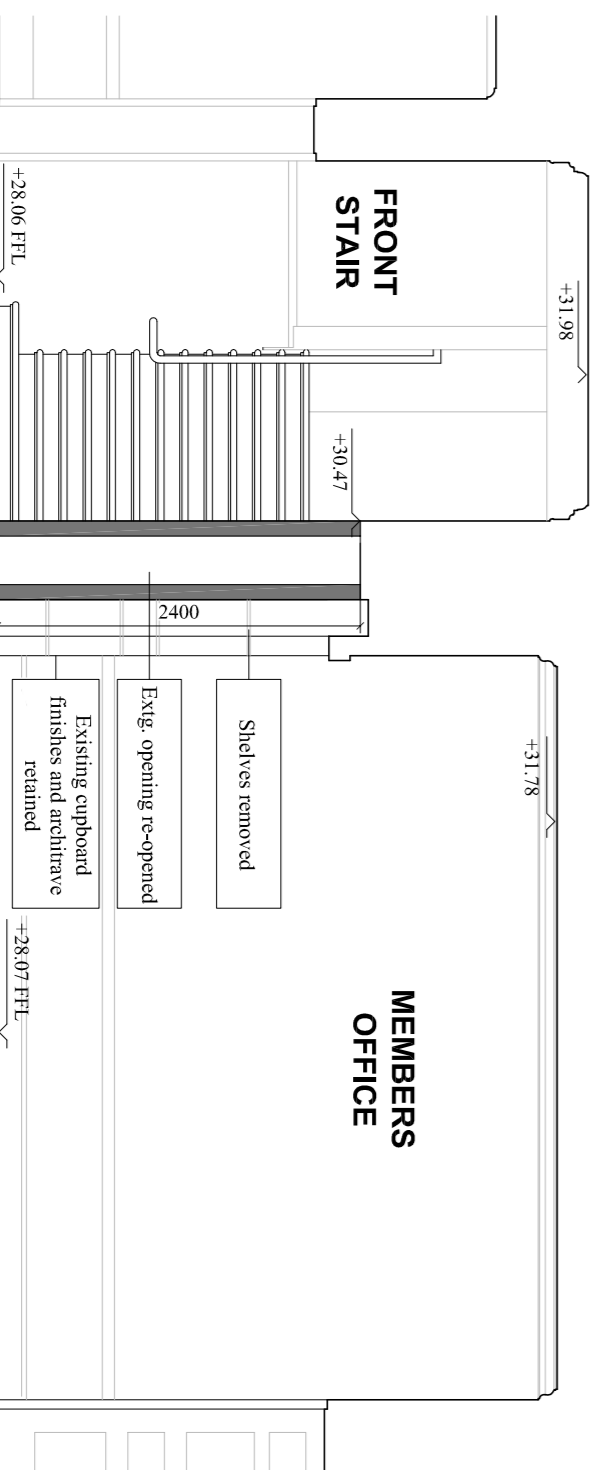 FRONT
STAIR
+28.06 FFL
+31.98
+30.47
2400
Shelves removed
Extg. opening re-opened
Existing cupboard
finishes and architrave
retained
+31.78
+28.07 FFL
MEMBERS
OFFICE